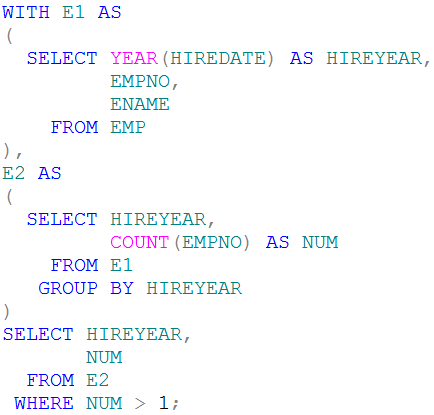 WITH E1 AS
(
  SELECT YEAR(HIREDATE) AS HIREYEAR,
         EMPNO,
         ENAME
    FROM EMP
),
E2 AS
(
  SELECT HIREYEAR,
         COUNT(EMPNO) AS NUM
    FROM E1
   GROUP BY HIREYEAR
)
SELECT HIREYEAR,
       NUM
  FROM E2
 WHERE NUM > 1;